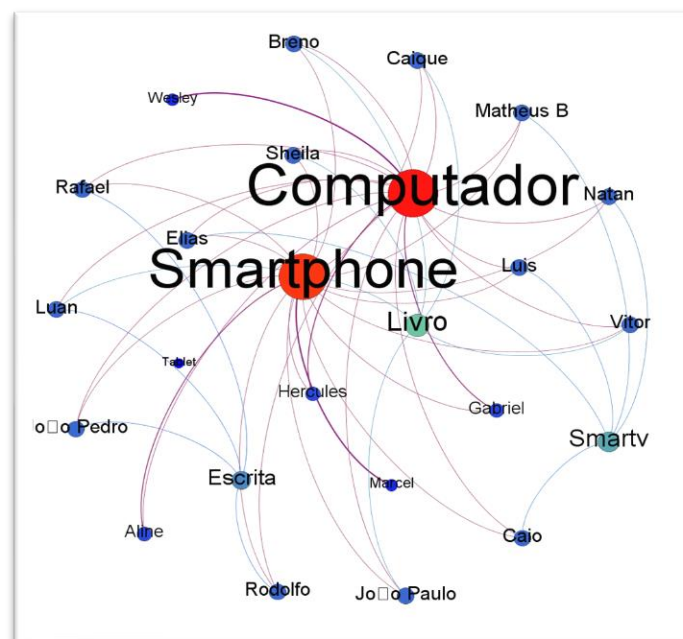 Breno
Caique
Wesley
Matheus B
Sheila
Computador
Rafael
Natan
Elias
Smartphone
Luis
Luan
Livro
Vitor
Tablet
Hercules
Gabriel
o□o Pedro
Smartv
Escrita
Marcel
Aline
Caio
Rodolfo
Jo□o Paulo